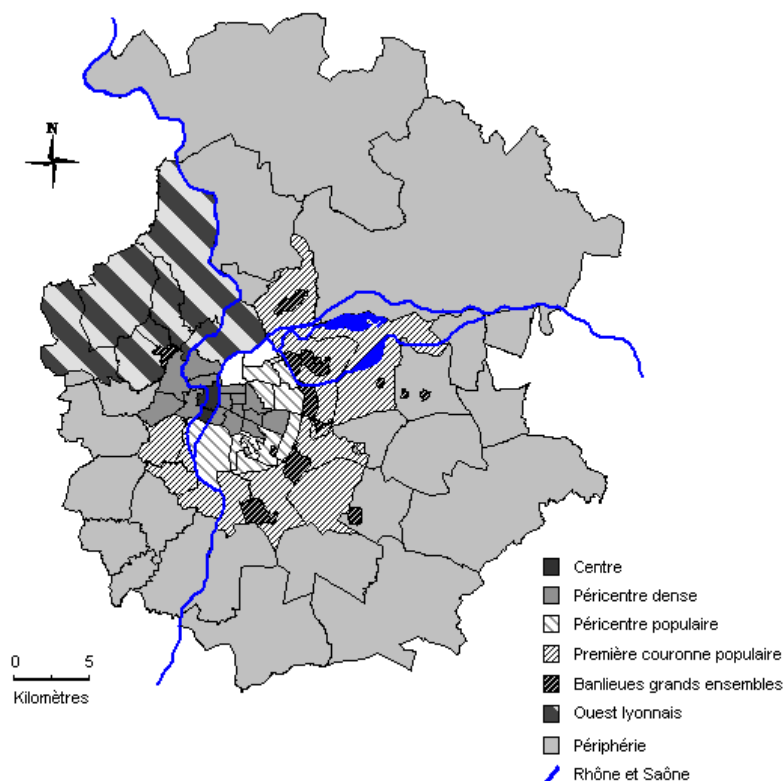 N
Centre
Péricentre dense
Péricentre populaire
Première couronne populaire
Banlieues grands ensembles
Ouest lyonnais
Périphérie
Rhône et Saône
0 5
Kilomètres